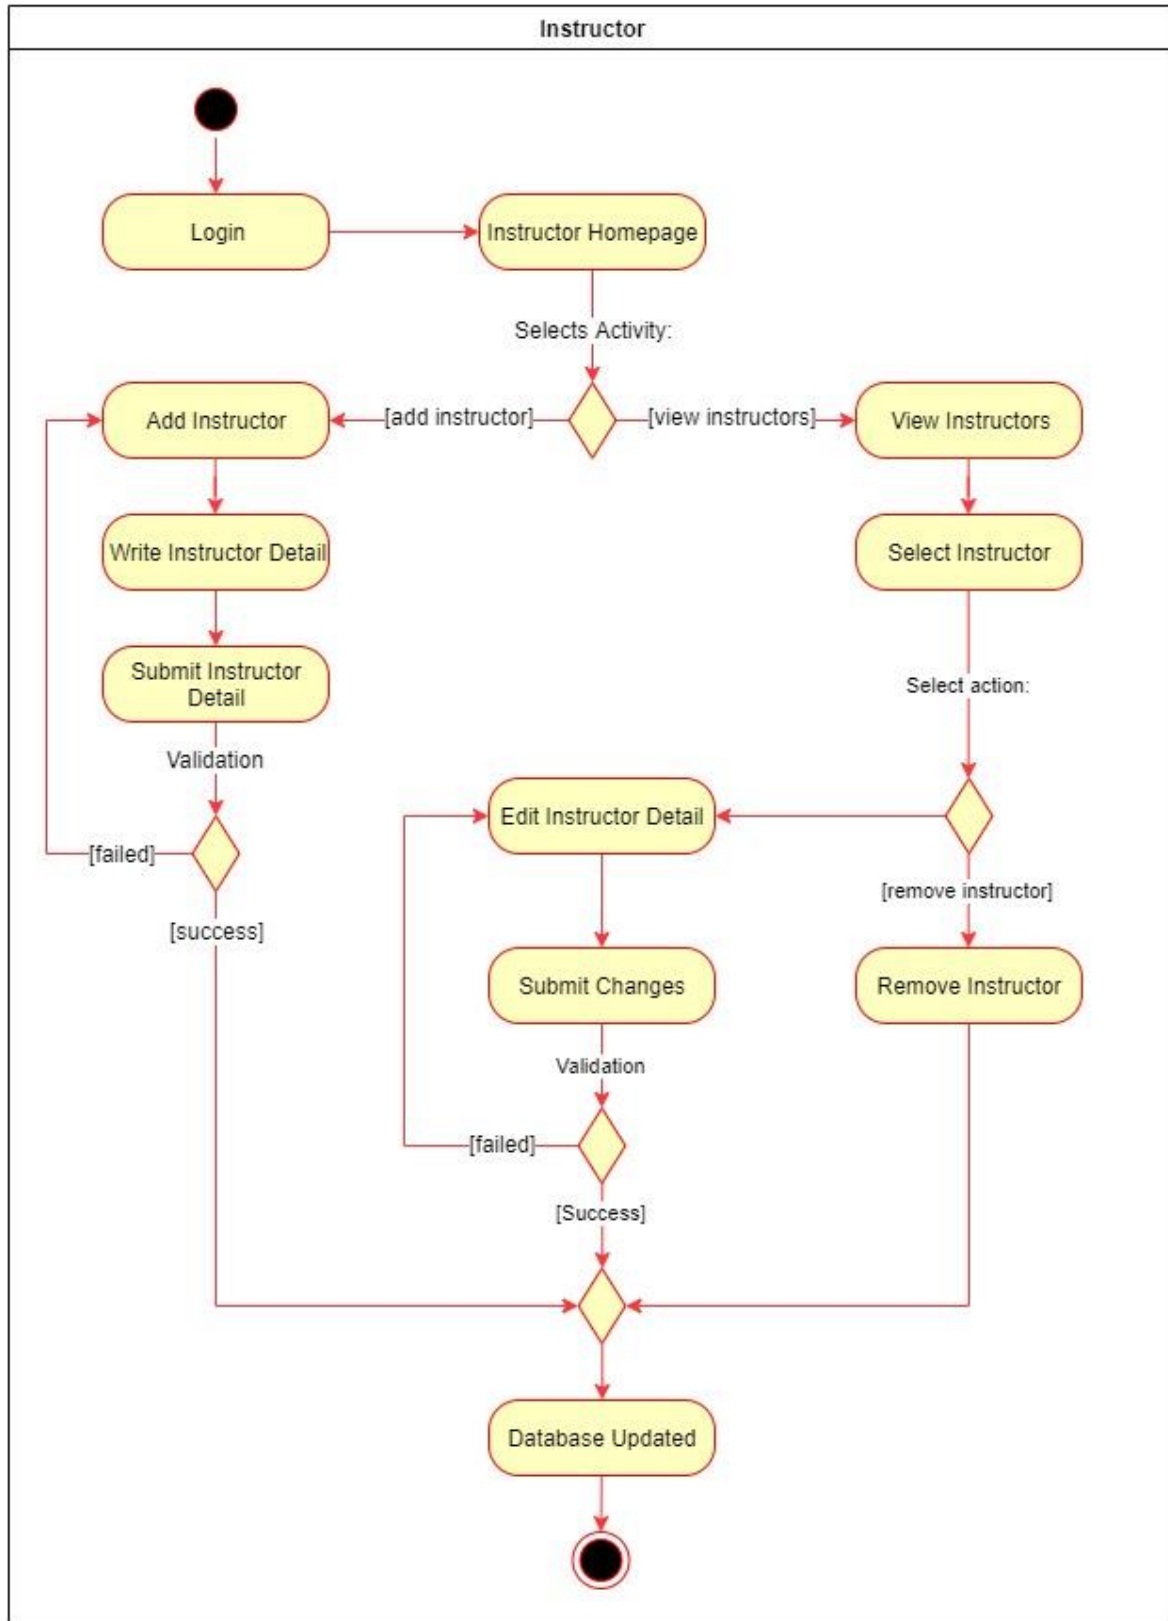 Instructor
Login
Instructor Homepage
Selects Activity:
Add Instructor
[add instructor]
[view instructors]
View Instructors
Write Instructor Detail
Select Instructor
Submit Instructor
Detail
Select action:
Validation
Edit Instructor Detail
[failed]
[remove instructor]
[success]
Submit Changes
Remove Instructor
Validation
[failed]
[Success]
Database Updated